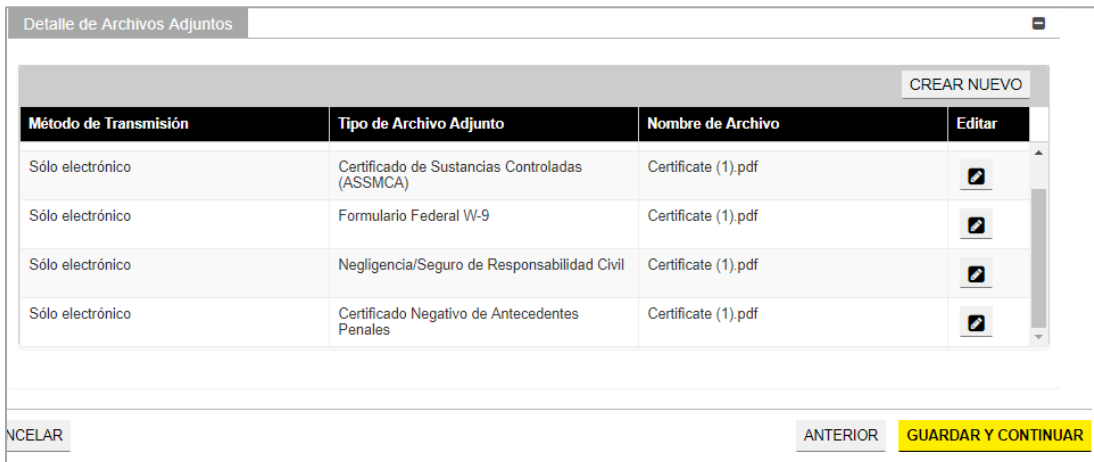 Detalle de Archivos Adjuntos
CREAR NUEVO
Método de Transmisión Tipo de Archivo Adjunto Nombre de Archivo Editar
Sólo electrónico Certificado de Sustancias Controladas Certificate (1).pdf
(ASSMCA)
Sólo electrónico Formulario Federal W-9 Certificate (1).pdf
Sólo electrónico Negligencia/Seguro de Responsabilidad Civil Certificate (1).pdf
Sólo electrónico Certificado Negativo de Antecedentes Certificate (1).pdf
Penales
NCELAR ANTERIOR GUARDAR Y CONTINUAR